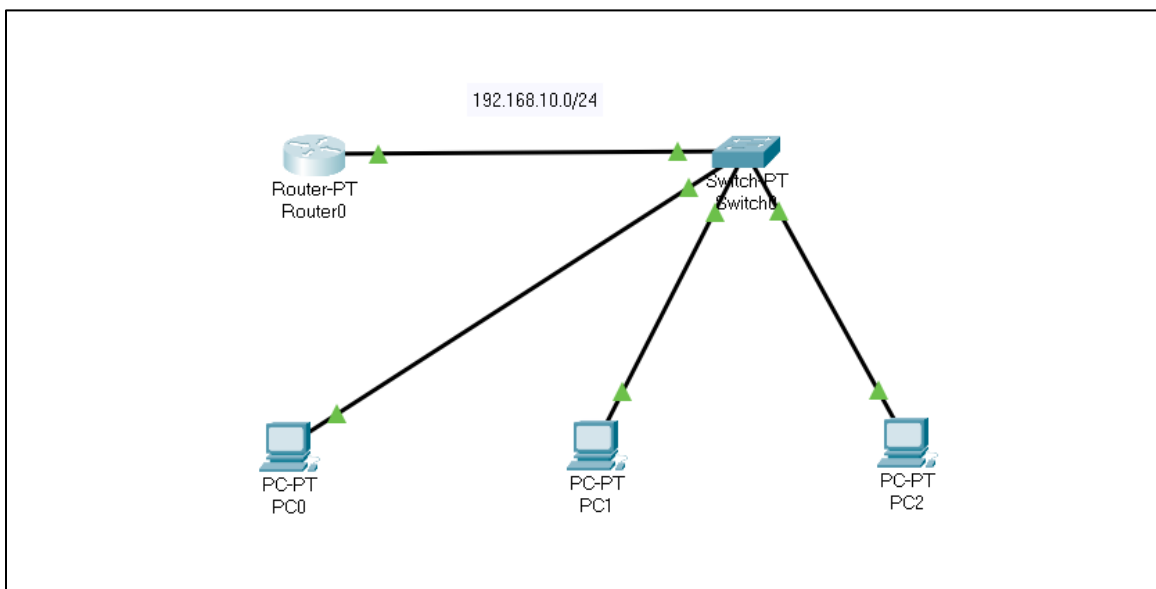 192.168.10.0/24
Router-PT
Router0
Switch-PT
Switch0
PC-PT
PC0
PC-PT
PC1
PC-PT
PC2